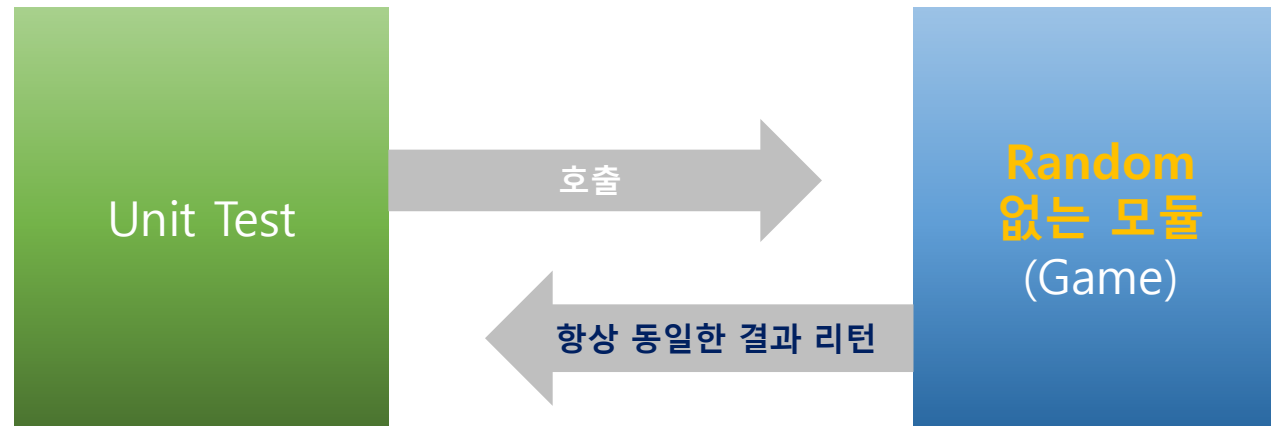 Unit Test
호출
항상 동일한 결과 리턴
Random
없는 모듈
(Game)